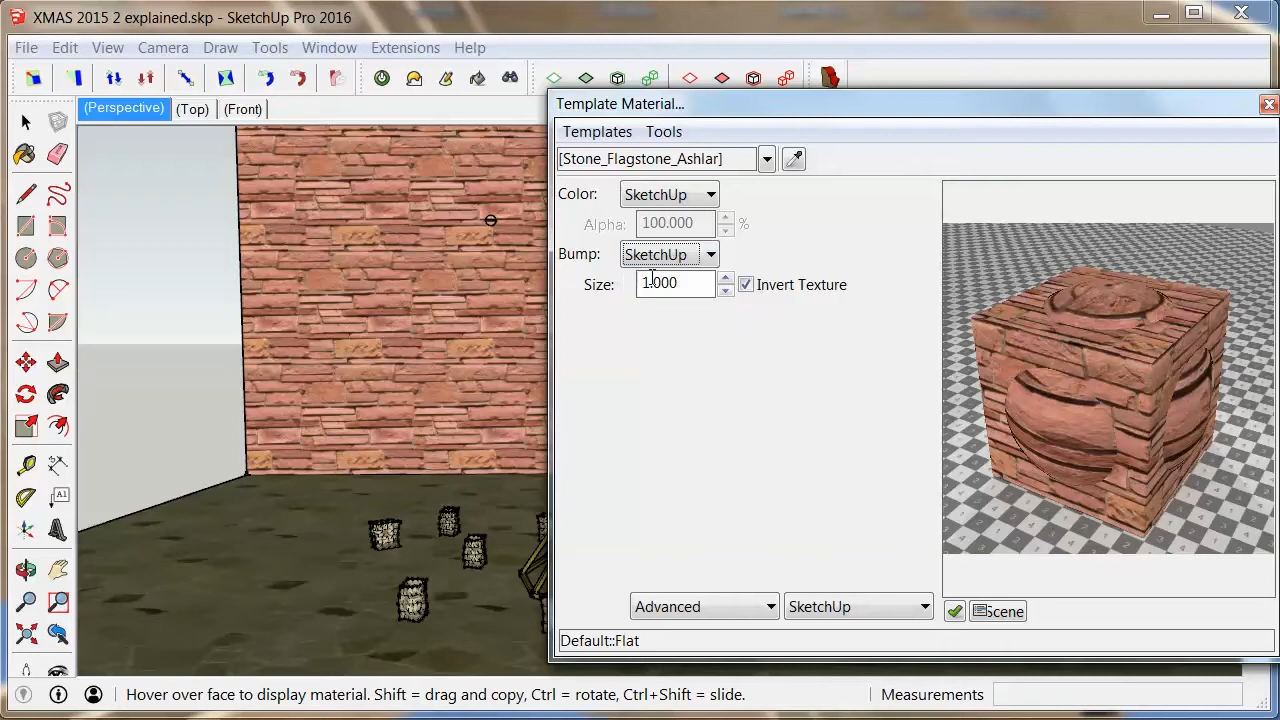 XMAS 2015 2 explained.skp - SketchUp Pro 2016
File Edit View Camera Draw Tools Window Extensions Help
(Perspective) (Top) (Front)
Template Material...
Templates Tools
[Stone_Flagstone_Ashlar]
Color: SketchUp
Alpha: 100.000 %
Bump: SketchUp
Size: 1.000 Invert Texture
A1
Advanced SketchUp Scene
Default::Flat
Hover over face to display material. Shift = drag and copy, Ctrl = rotate, Ctrl+Shift = slide. Measurements